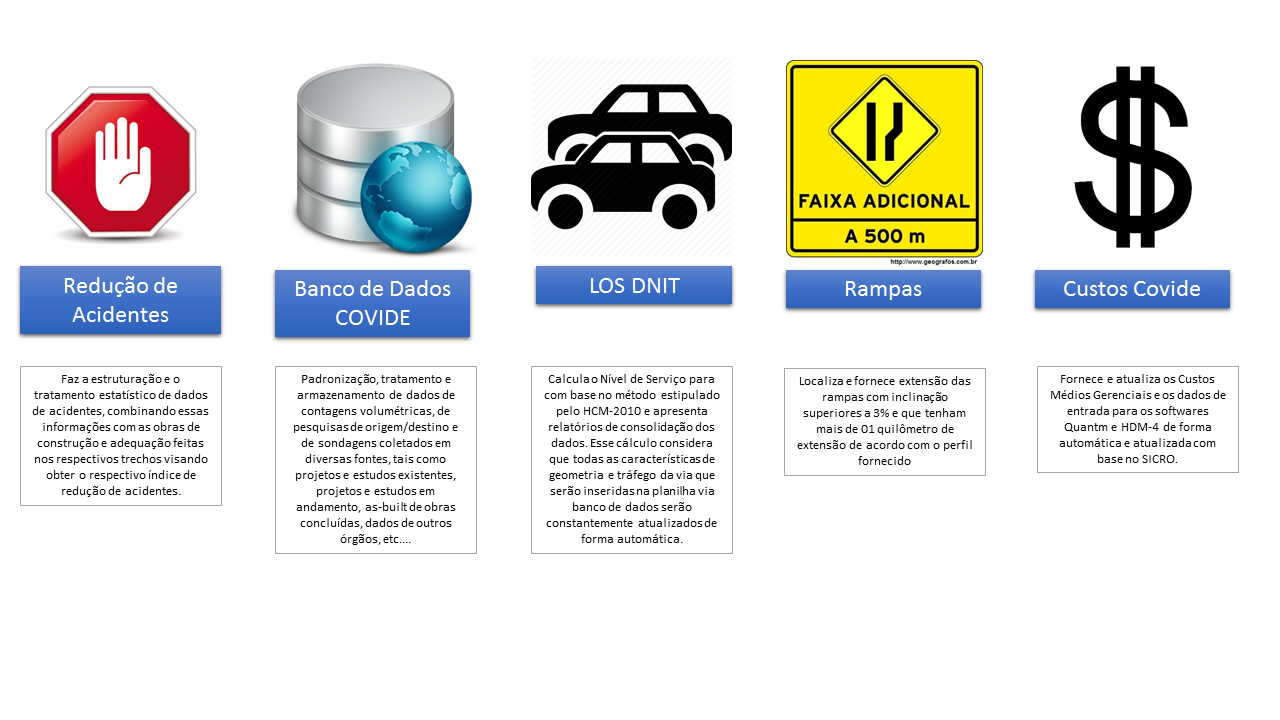 FAIXA ADICIONAL
A 500 m
http://www.geografos.com.br
Redução de
Acidentes
Banco de Dados
COVIDE
LOS DNIT
Rampas
Custos Covide
Faz a estruturação e o
tratamento estatístico de dados
de acidentes, combinando essas
informações com as obras de
construção e adequação feitas
nos respectivos trechos visando
obter o respectivo índice de
redução de acidentes.
Padronização, tratamento e
armazenamento de dados de
contagens volumétricas, de
pesquisas de origem/destino e
de sondagens coletados em
diversas fontes, tais como
projetos e estudos existentes,
projetos e estudos em
andamento, as-built de obras
concluídas, dados de outros
órgãos, etc....
Calcula o Nível de Serviço para
com base no método estipulado
pelo HCM-2010 e apresenta
relatórios de consolidação dos
dados. Esse cálculo considera
que todas as características de
geometria e tráfego da via que
serão inseridas na planilha via
banco de dados serão
constantemente atualizados de
forma automática.
Localiza e fornece extensão das
rampas com inclinação
superiores a 3% e que tenham
mais de 01 quilômetro de
extensão de acordo com o perfil
fornecido
Fornece e atualiza os Custos
Médios Gerenciais e os dados de
entrada para os softwares
Quantm e HDM-4 de forma
automática e atualizada com
base no SICRO.